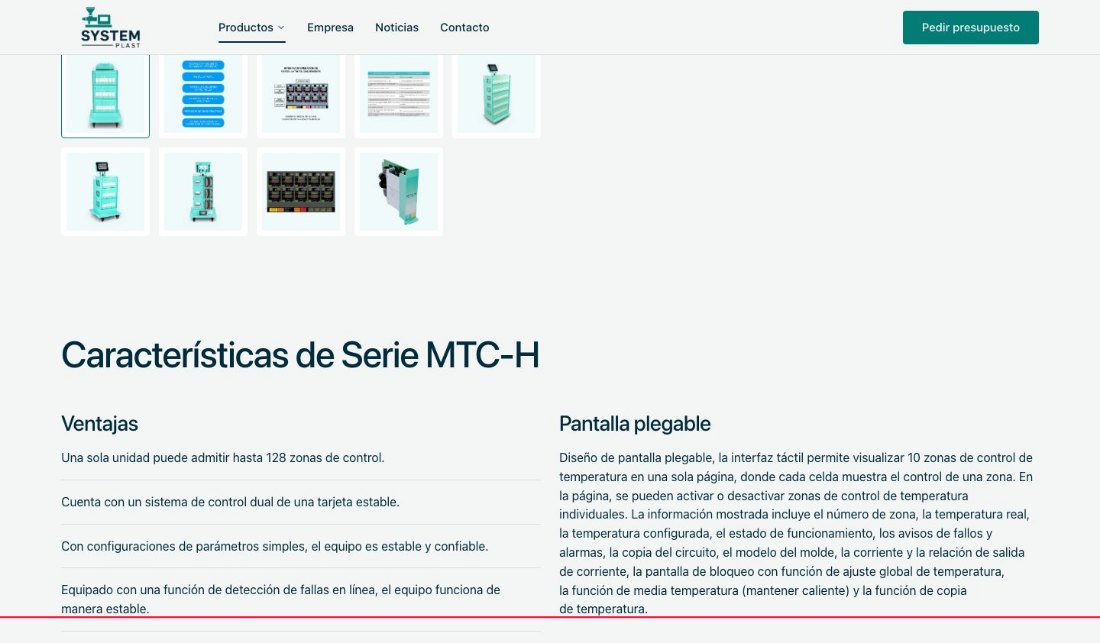 SYSTEM
PLAST
Productos
Empresa
Noticias
Contacto
Pedir presupuesto
Características de Serie MTC-H
Ventajas
Una sola unidad puede admitir hasta 128 zonas de control.
Cuenta con un sistema de control dual de una tarjeta estable.
Con configuraciones de parámetros simples, el equipo es estable y confiable.
Equipado con una función de detección de fallas en línea, el equipo funciona de
manera estable.
Pantalla plegable
Diseño de pantalla plegable, la interfaz táctil permite visualizar 10 zonas de control de
temperatura en una sola página, donde cada celda muestra el control de una zona. En
la página, se pueden activar o desactivar zonas de control de temperatura
individuales. La información mostrada incluye el número de zona, la temperatura real,
la temperatura configurada, el estado de funcionamiento, los avisos de fallos y
alarmas, la copia del circuito, el modelo del molde, la corriente y la relación de salida
de corriente, la pantalla de bloqueo con función de ajuste global de temperatura,
la función de media temperatura (mantener caliente) y la función de copia
de temperatura.